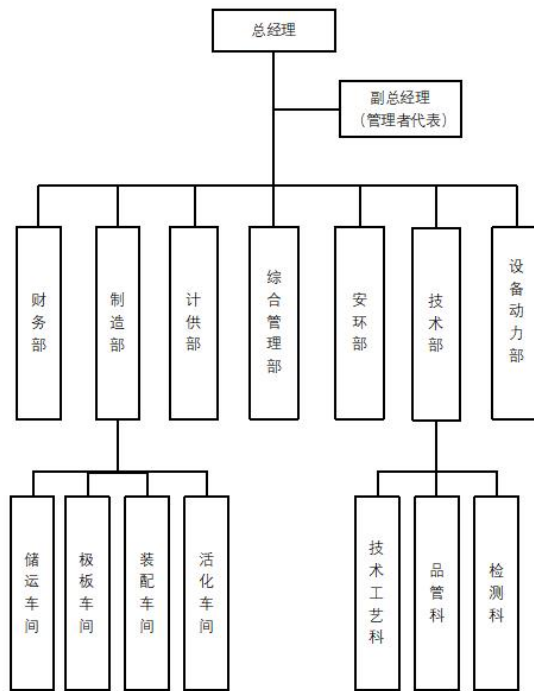 总经理
副总经理
（管理者代表）
财务部
制造部
计供部
综合管理部
安环部
技术部
设备动力部
储运车间
极板车间
装配车间
活化车间
技术工艺科
品管科
检测科